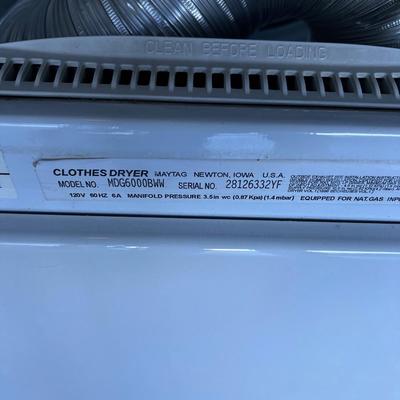 CLEAN BEFORE LOADING
CLOTHES DRYER MAYTAG NEWTON, IOWA U.S.A.
MODEL NO. MDG6000BWW SERIAL NO. 28126332YF
120V 60HZ 6A MANIFOLD PRESSURE 3.5in wc (0.87 Kpa) (1.4 mbar) EQUIPPED FOR NAT. GAS INP